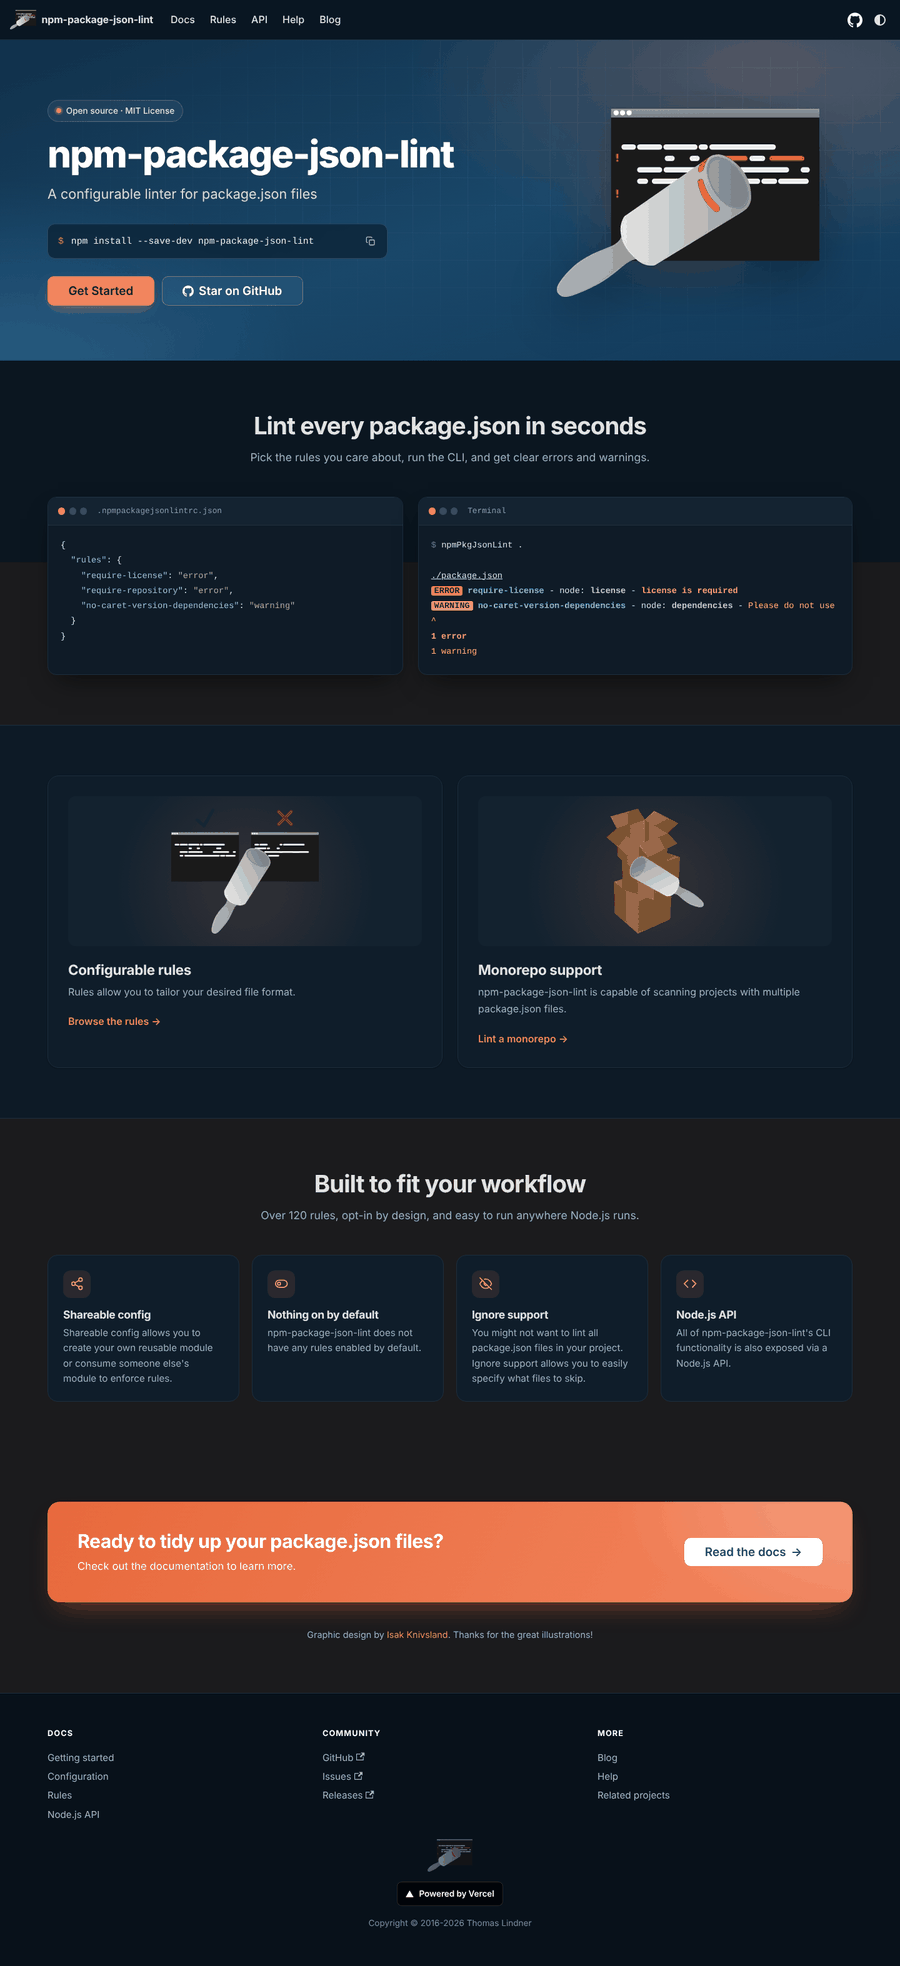 npm-package-json-lint Docs Rules API Help Blog
Open source · MIT License
npm-package-json-lint
A configurable linter for package.json files
$ npm install --save-dev npm-package-json-lint
Get Started
Star on GitHub
Lint every package.json in seconds
Pick the rules you care about, run the CLI, and get clear errors and warnings.
.npmpackagejsonlintrc.json
{
"rules": {
"require-license": "error",
"require-repository": "error",
"no-caret-version-dependencies": "warning"
}
}
Terminal
$ npmPkgJsonLint .
./package.json
ERROR require-license - node: license - license is required
WARNING no-caret-version-dependencies - node: dependencies - Please do not use
^
1 error
1 warning
Configurable rules
Rules allow you to tailor your desired file format.
Browse the rules →
Monorepo support
npm-package-json-lint is capable of scanning projects with multiple
package.json files.
Lint a monorepo →
Built to fit your workflow
Over 120 rules, opt-in by design, and easy to run anywhere Node.js runs.
Shareable config
Shareable config allows you to
create your own reusable module
or consume someone else's
module to enforce rules.
Nothing on by default
npm-package-json-lint does not
have any rules enabled by default.
Ignore support
You might not want to lint all
package.json files in your project.
Ignore support allows you to easily
specify what files to skip.
Node.js API
All of npm-package-json-lint's CLI
functionality is also exposed via a
Node.js API.
Ready to tidy up your package.json files?
Check out the documentation to learn more.
Read the docs →
Graphic design by Isak Knivsland. Thanks for the great illustrations!
DOCS
Getting started
Configuration
Rules
Node.js API
COMMUNITY
GitHub
Issues
Releases
MORE
Blog
Help
Related projects
Powered by Vercel
Copyright © 2016-2026 Thomas Lindner